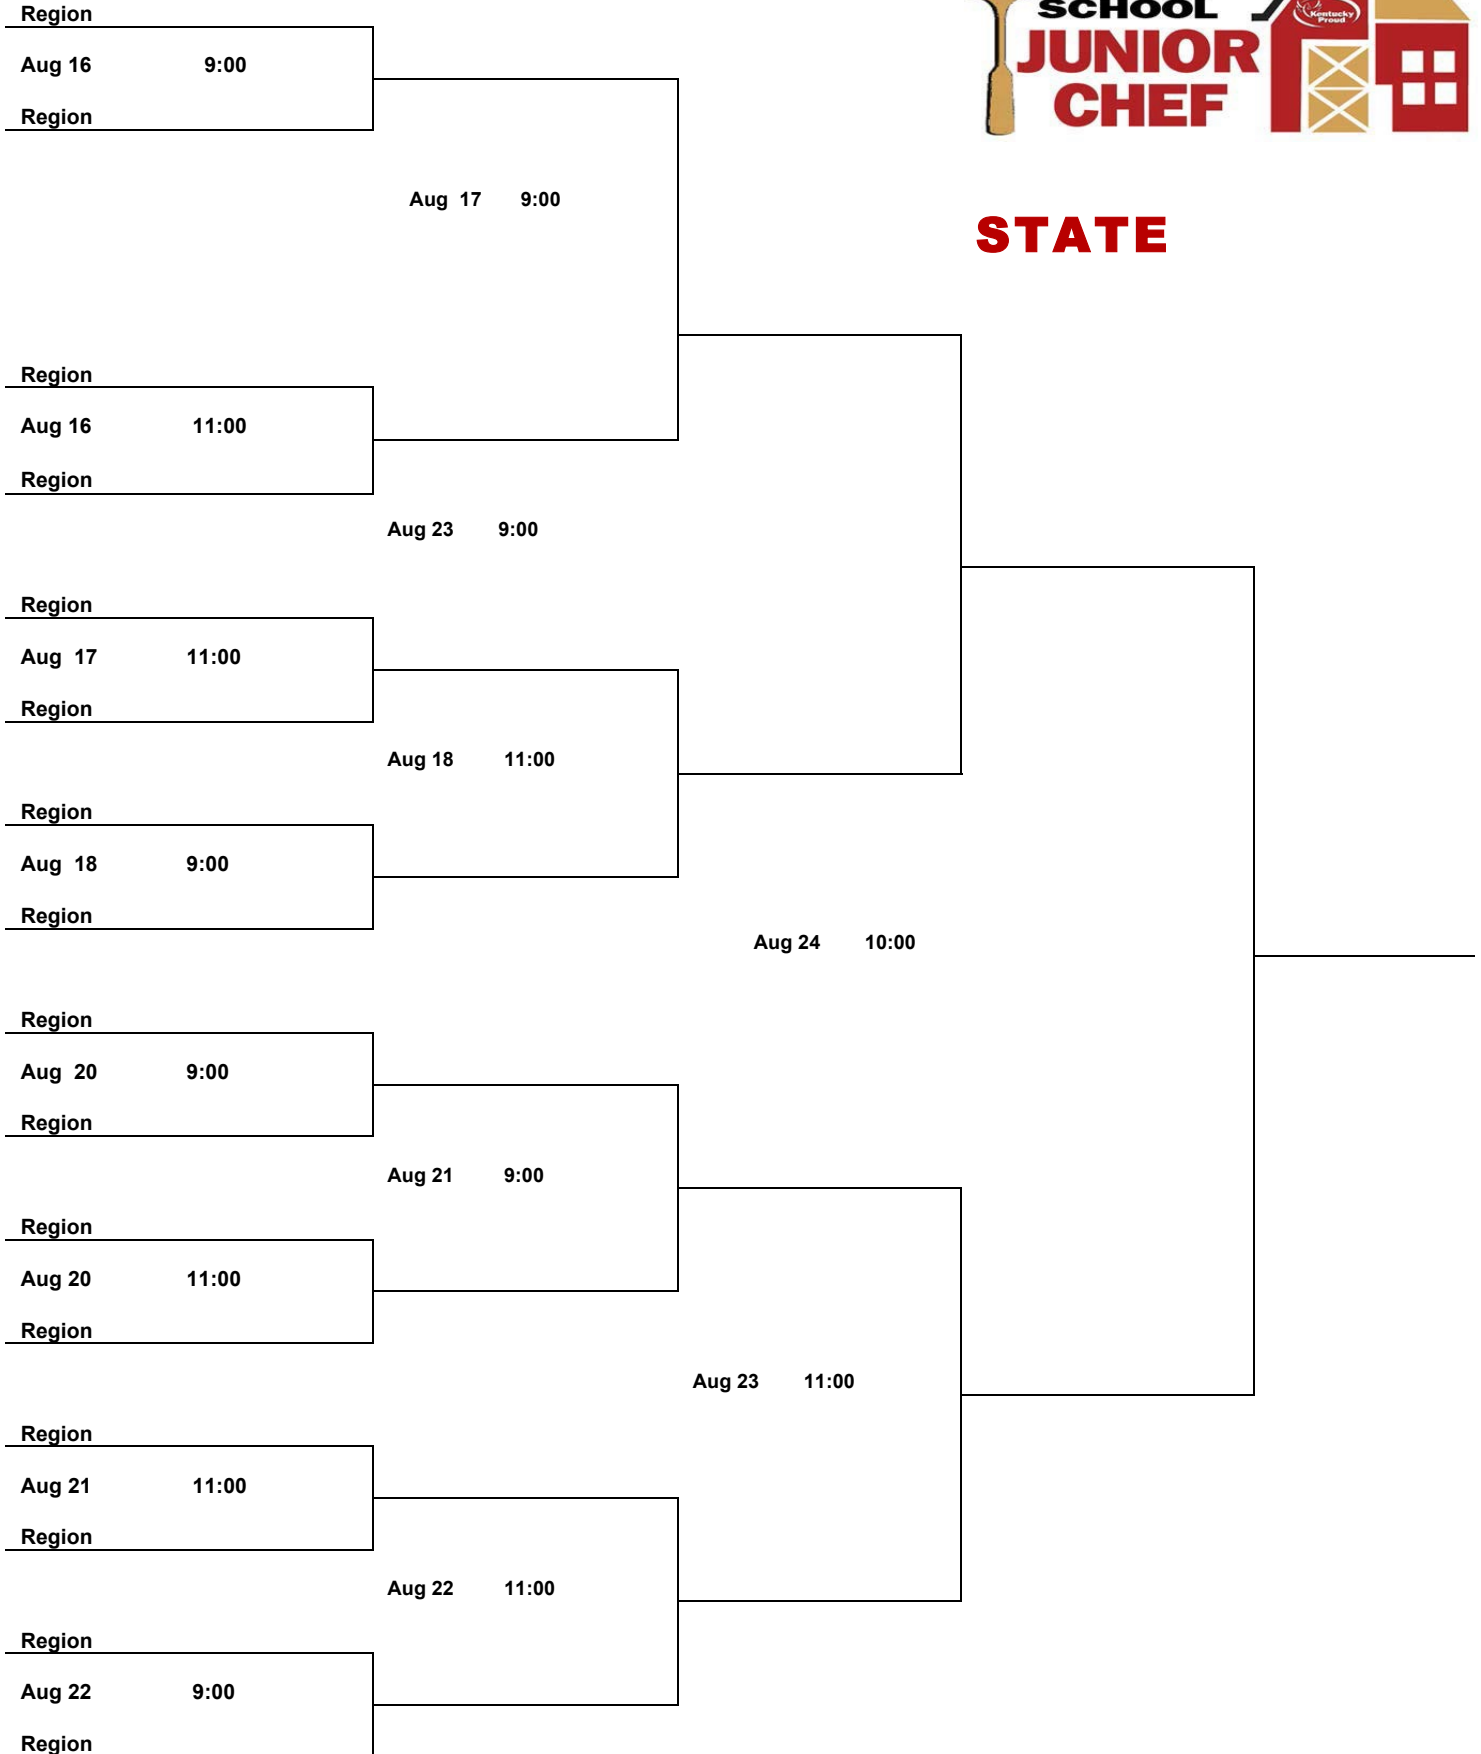 Region
SCHOOL
Kentucky
Proud
JUNIOR
CHEF
Aug 16 9:00
Region
Aug 17 9:00
STATE
Region
Aug 16 11:00
Region
Aug 23 9:00
Region
Aug 17 11:00
Region
Aug 18 11:00
Region
Aug 18 9:00
Region
Aug 24 10:00
Region
Aug 20 9:00
Region
Aug 21 9:00
Region
Aug 20 11:00
Region
Aug 23 11:00
Region
Aug 21 11:00
Region
Aug 22 11:00
Region
Aug 22 9:00
Region